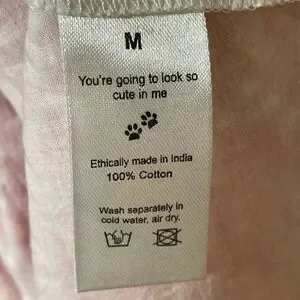 M
You're going to look so
cute in me
Ethically made in India
100% Cotton
Wash separately in
cold water, air dry.